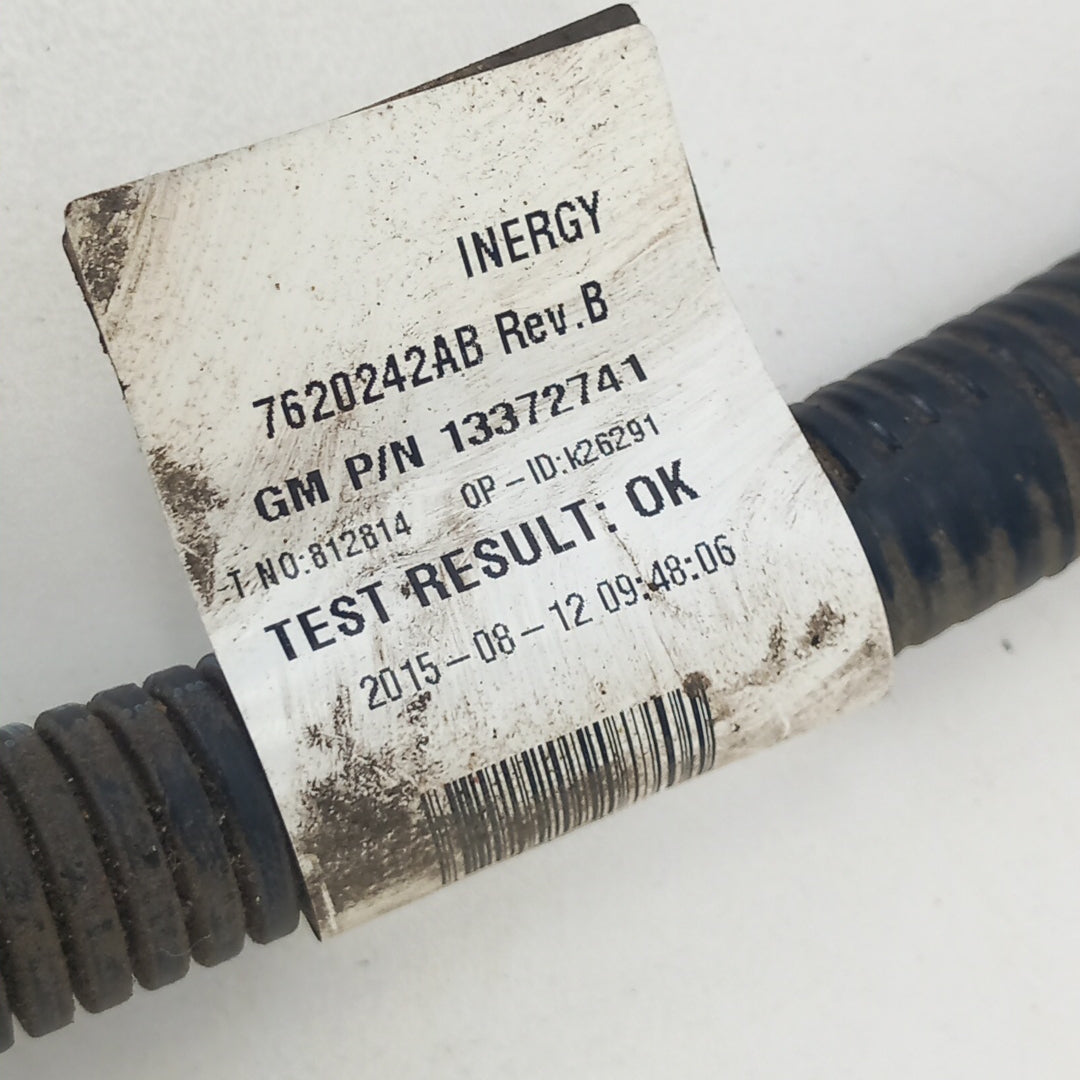 INERGY
7620242AB Rev.B
GM P/N 13372741
-T NO:812814 OP-ID:k26291
TEST RESULT: OK
2015-08-12 09:48:06